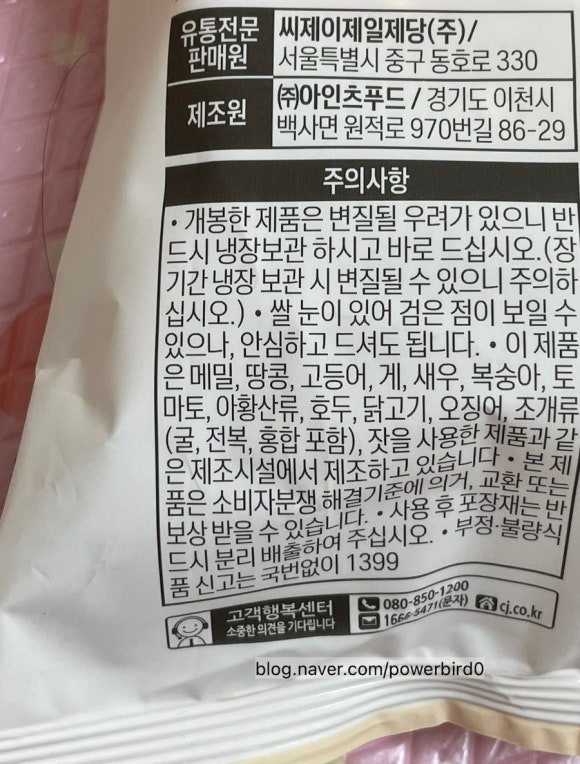 유통전문 판매원
씨제이제일제당(주)/
서울특별시 중구 동호로 330
제조원
㈜아인츠푸드 / 경기도 이천시
백사면 원적로 970번길 86-29
주의사항
• 개봉한 제품은 변질될 우려가 있으니 반
드시 냉장보관 하시고 바로 드십시오.(장
기간 냉장 보관 시 변질될 수 있으니 주의하
십시오.) • 쌀 눈이 있어 검은 점이 보일 수
있으나, 안심하고 드셔도 됩니다. • 이 제품
은 메밀, 땅콩, 고등어, 게, 새우, 복숭아, 토
마토, 아황산류, 호두, 닭고기, 오징어, 조개류
(굴, 전복, 홍합 포함), 잣을 사용한 제품과 같
은 제조시설에서 제조하고 있습니다 • 본 제
품은 소비자분쟁 해결기준에 의거, 교환 또는
보상 받을 수 있습니다. • 사용 후 포장재는 반
드시 분리 배출하여 주십시오. • 부정·불량식
품 신고는 국번없이 1399
고객행복센터
소중한 의견을 기다립니다
080-850-1200
1666-5471(문자)
cj.co.kr
blog.naver.com/powerbird0